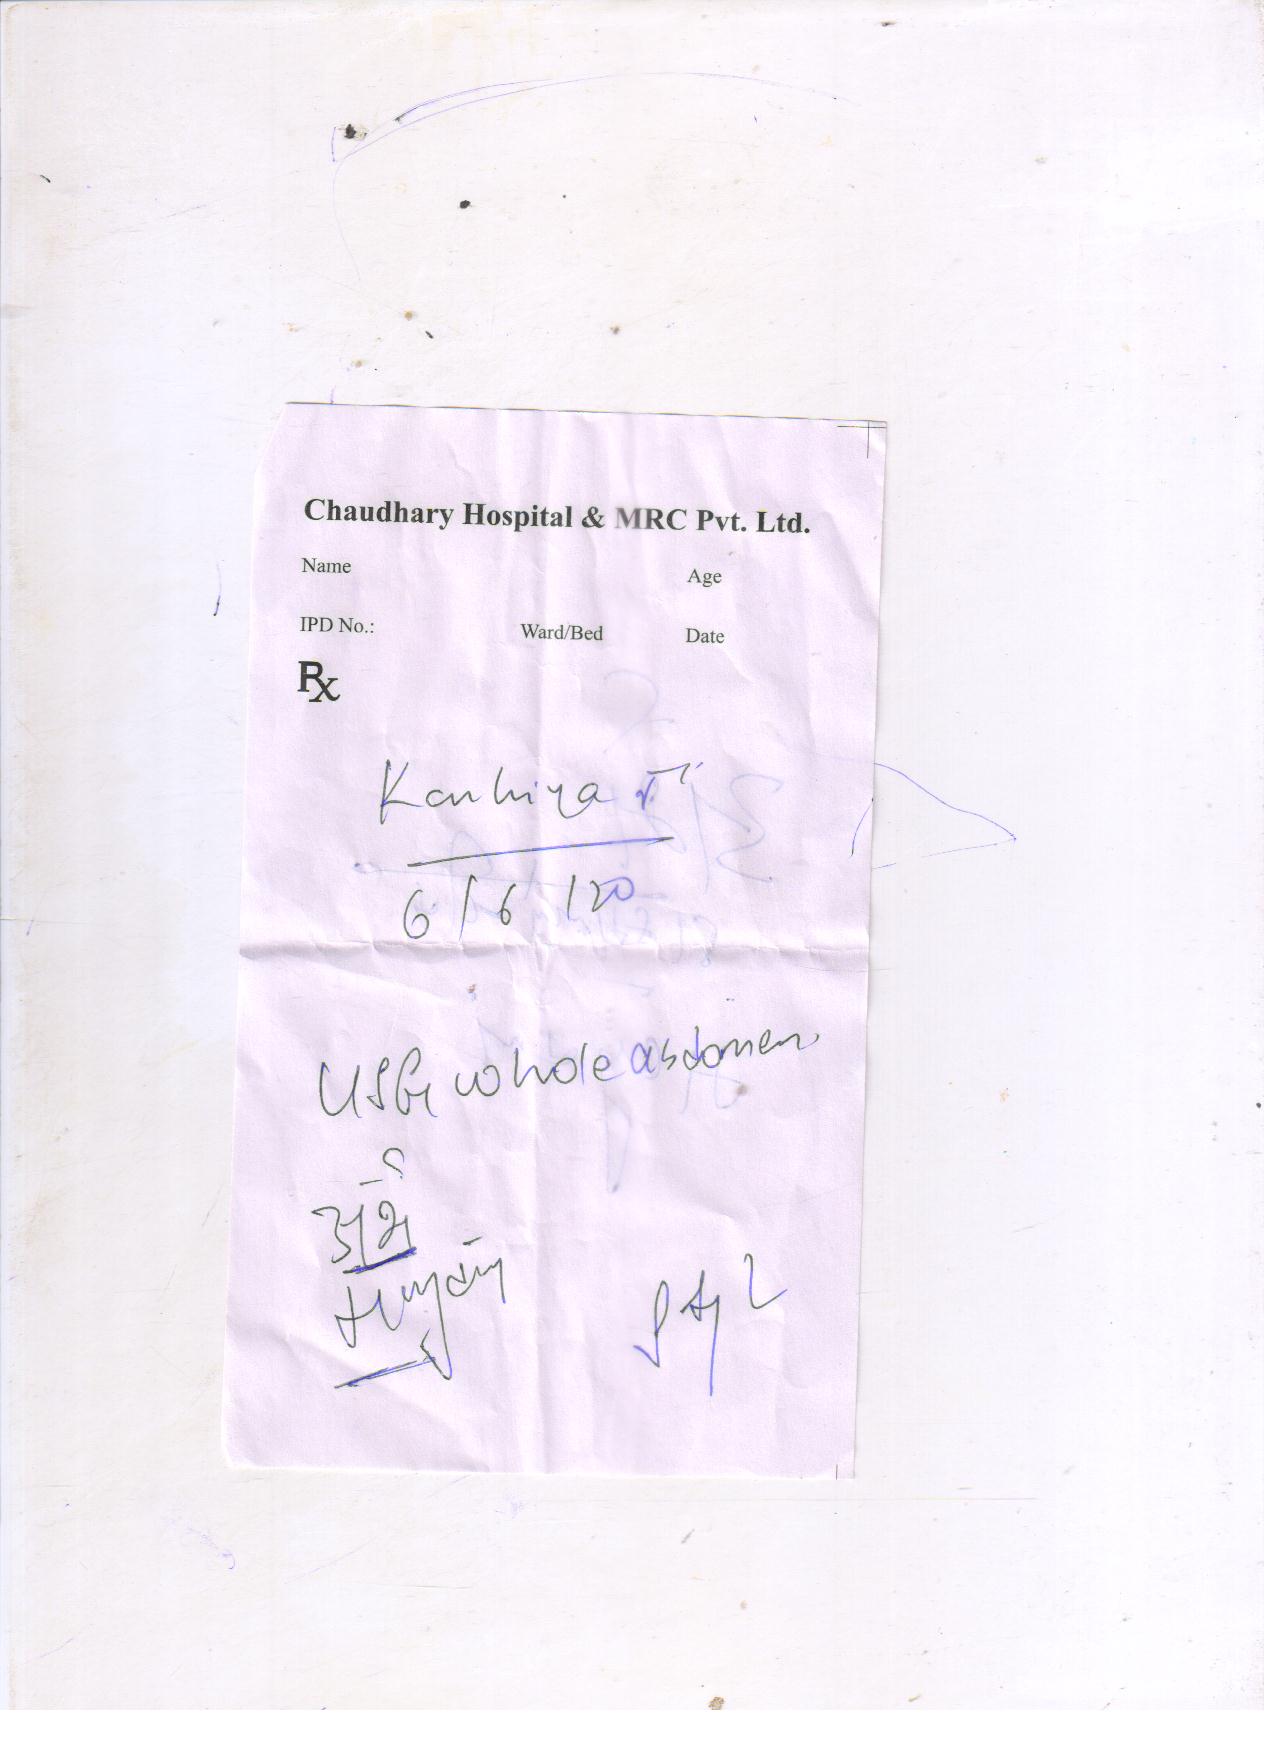 Chaudhary Hospital & MRC Pvt. Ltd.
Name Age
IPD No.: Ward/Bed Date
Rx
Kanhiya
6/6/20
USG whole abdomen